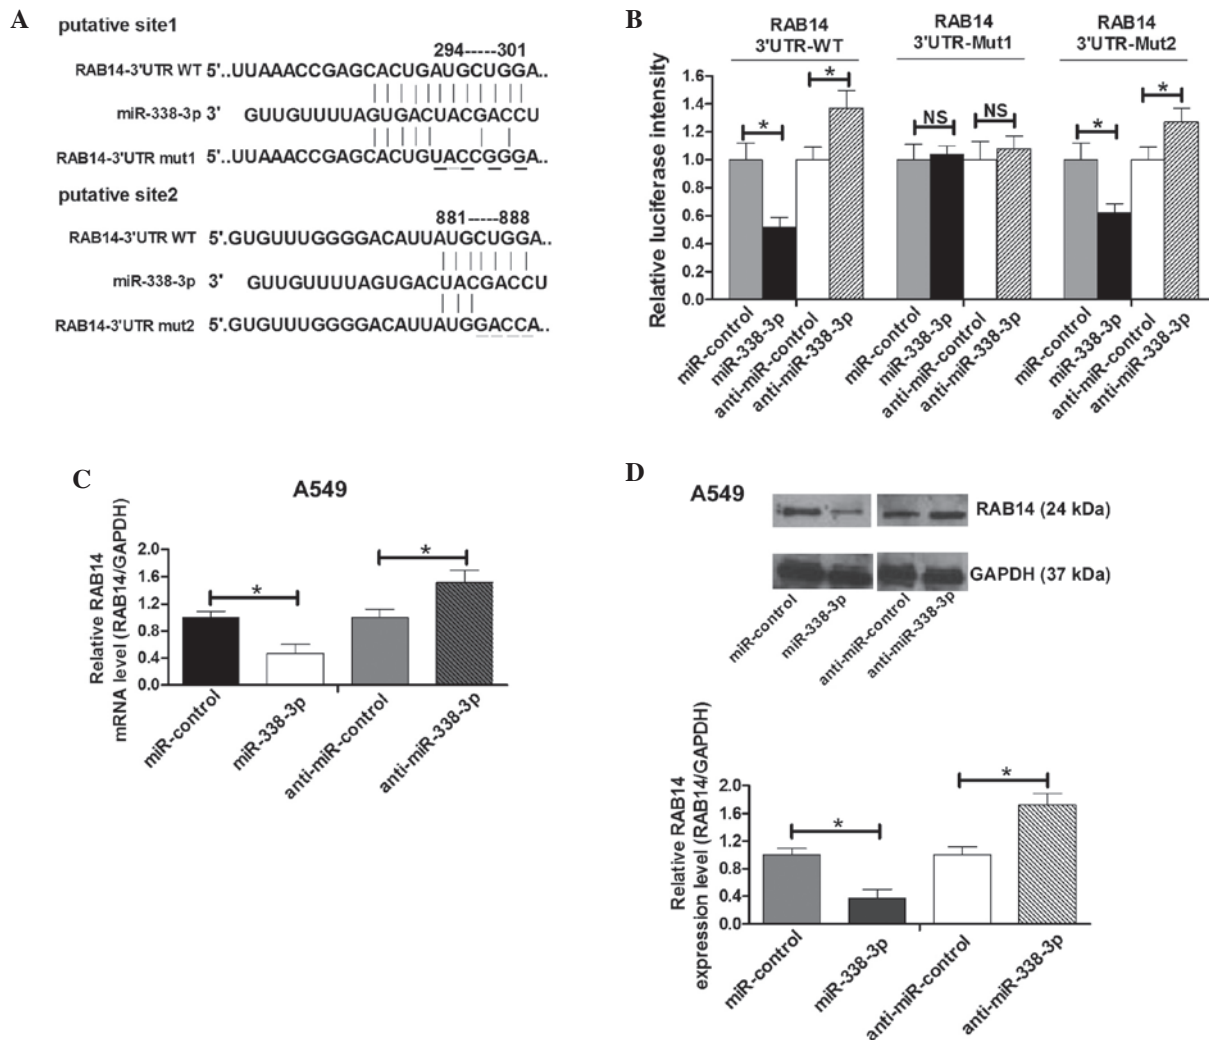 A
putative site1
294-----301
RAB14-3'UTR WT 5'..UUAAACCGAGCACUGAUGCUGGA..
miR-338-3p 3' GUUGUUUUAGUGACUACGACCU
RAB14-3'UTR mut1 5'..UUAAACCGAGCACUGUACCGGGA..
putative site2
881-----888
RAB14-3'UTR WT 5'.GUGUUUGGGGACAUUAUGCUGGA..
miR-338-3p 3' GUUGUUUUAGUGACUACGACCU
RAB14-3'UTR mut2 5'.GUGUUUGGGGACAUUAUGGACCA..
B
RAB14
3'UTR-WT
RAB14
3'UTR-Mut1
RAB14
3'UTR-Mut2
Relative luciferase intensity
1.6
1.4
1.2
1.0
0.8
0.6
0.4
0.2
0.0
*
*
NS
NS
*
*
miR-control
miR-338-3p
anti-miR-control
anti-miR-338-3p
miR-control
miR-338-3p
anti-miR-control
anti-miR-338-3p
miR-control
miR-338-3p
anti-miR-control
anti-miR-338-3p
C
A549
Relative RAB14
mRNA level (RAB14/GAPDH)
2.0
1.6
1.2
0.8
0.4
0.0
*
*
miR-control
miR-338-3p
anti-miR-control
anti-miR-338-3p
D
A549
RAB14 (24 kDa)
GAPDH (37 kDa)
miR-control
miR-338-3p
anti-miR-control
anti-miR-338-3p
Relative RAB14
expression level (RAB14/GAPDH)
2.0
1.6
1.2
0.8
0.4
0.0
*
*
miR-control
miR-338-3p
anti-miR-control
anti-miR-338-3p